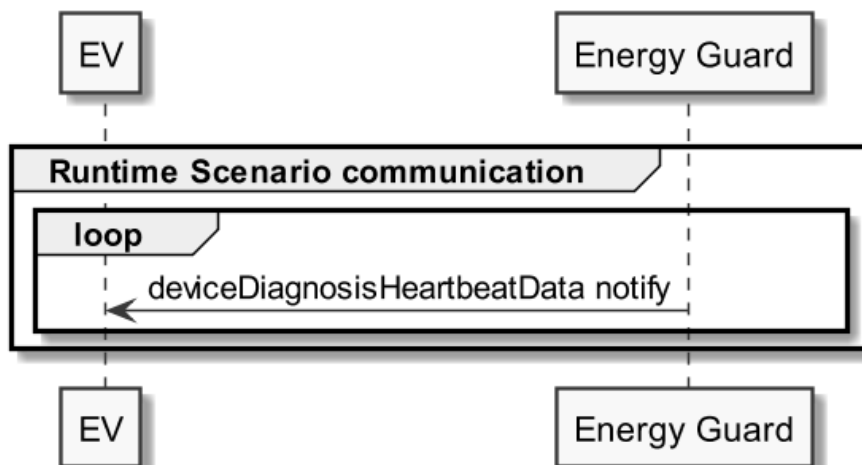 EV
Energy Guard
Runtime Scenario communication
loop
deviceDiagnosisHeartbeatData notify
EV
Energy Guard